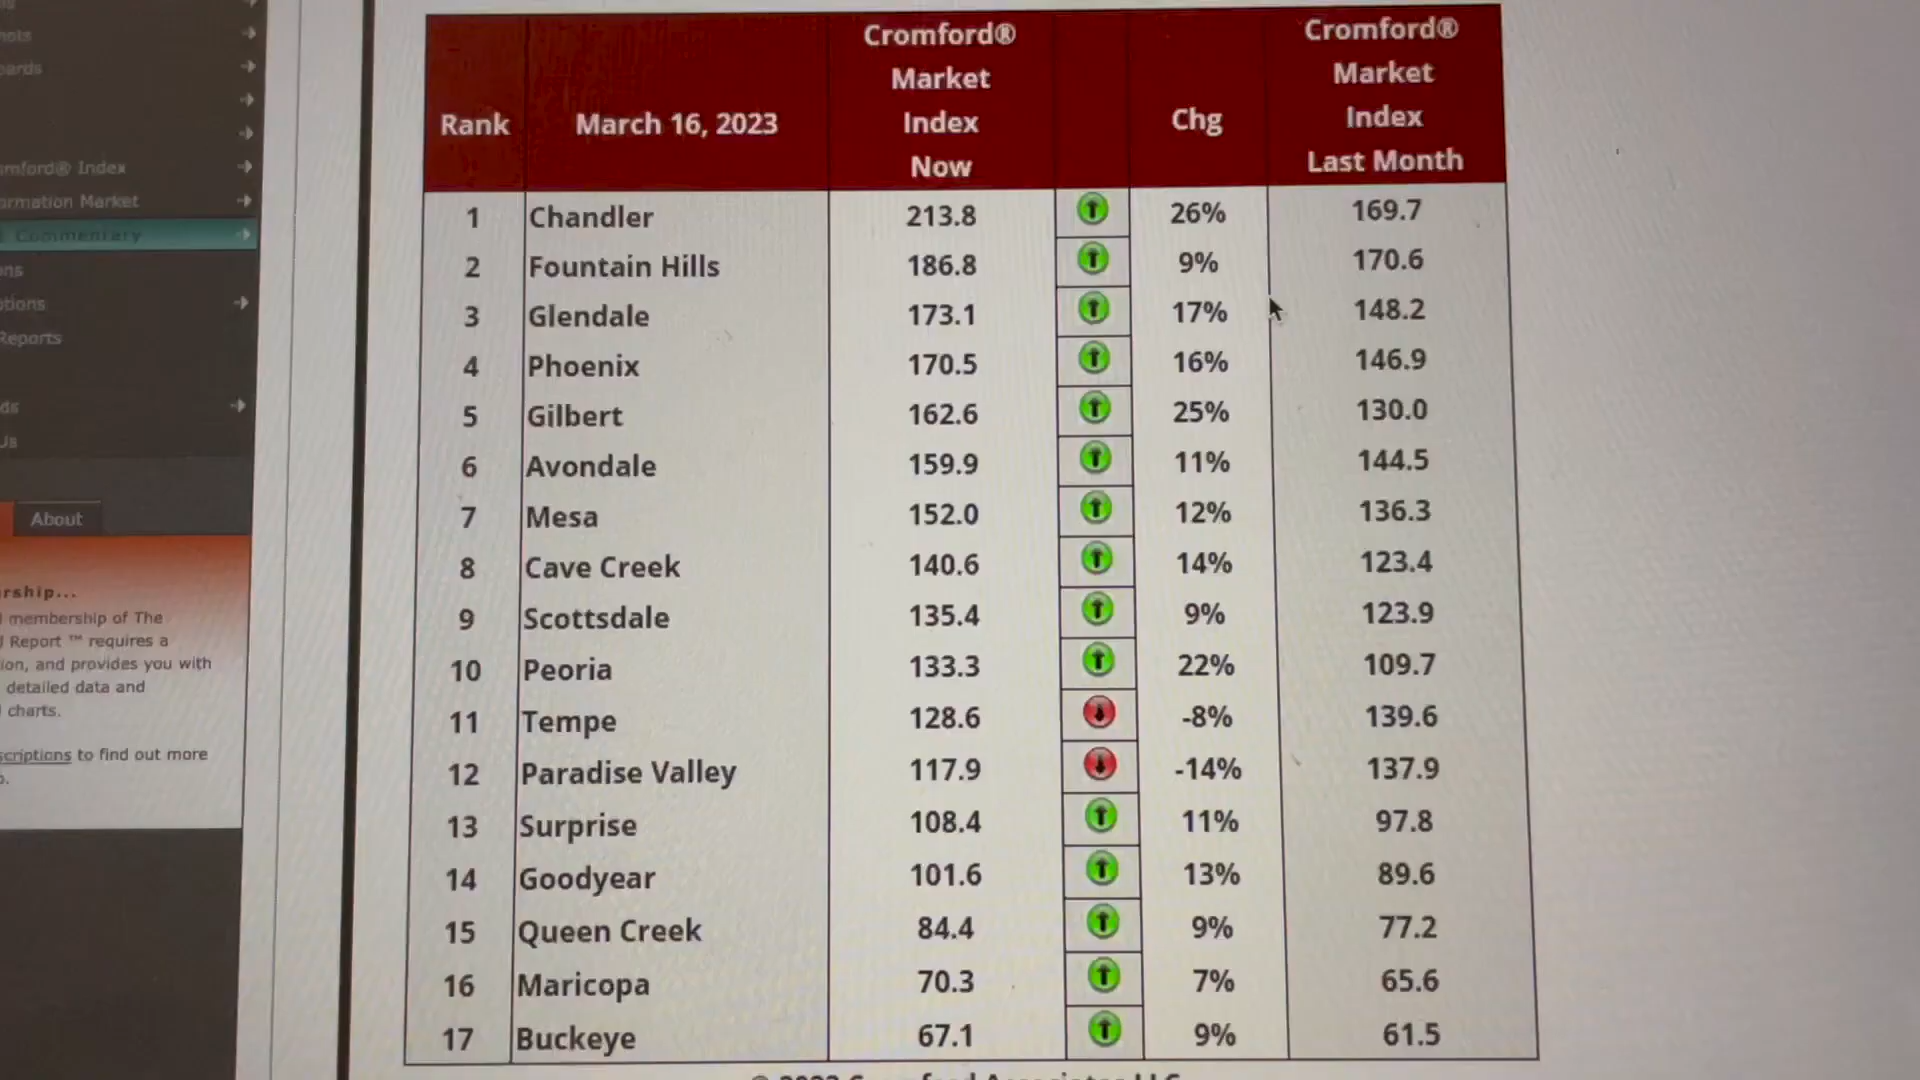 omford® Index
ormation Market
Commentary
Reports
About
rship...
membership of The
Report ™ requires a
ion, and provides you with
detailed data and
charts.
scriptions to find out more
Rank March 16, 2023 Cromford® Market Index Now Chg Cromford® Market Index Last Month
1 Chandler 213.8 26% 169.7
2 Fountain Hills 186.8 9% 170.6
3 Glendale 173.1 17% 148.2
4 Phoenix 170.5 16% 146.9
5 Gilbert 162.6 25% 130.0
6 Avondale 159.9 11% 144.5
7 Mesa 152.0 12% 136.3
8 Cave Creek 140.6 14% 123.4
9 Scottsdale 135.4 9% 123.9
10 Peoria 133.3 22% 109.7
11 Tempe 128.6 -8% 139.6
12 Paradise Valley 117.9 -14% 137.9
13 Surprise 108.4 11% 97.8
14 Goodyear 101.6 13% 89.6
15 Queen Creek 84.4 9% 77.2
16 Maricopa 70.3 7% 65.6
17 Buckeye 67.1 9% 61.5